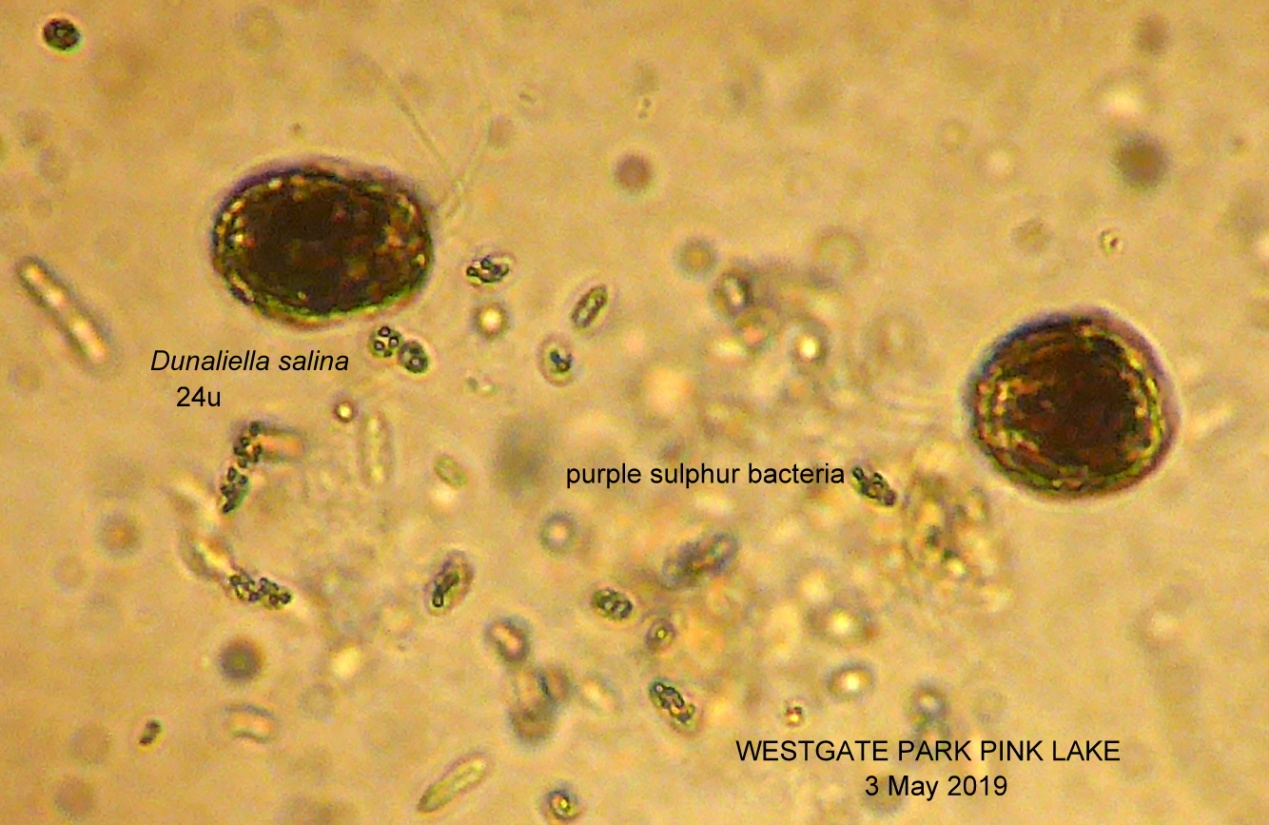 Dunaliella salina
24u
purple sulphur bacteria
WESTGATE PARK PINK LAKE
3 May 2019